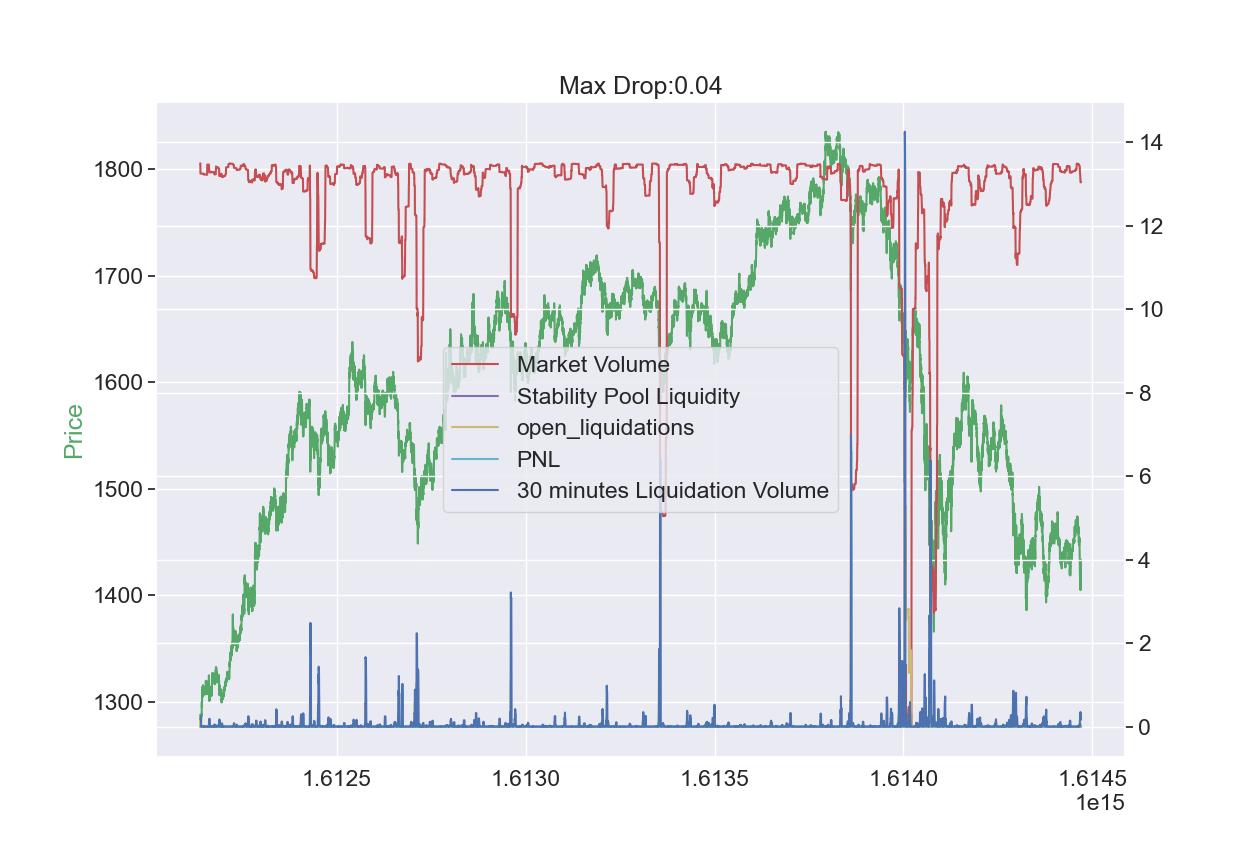 Max Drop:0.04
Price
1800
1700
1600
1500
1400
1300
14
12
10
8
6
4
2
0
Market Volume
Stability Pool Liquidity
open_liquidations
PNL
30 minutes Liquidation Volume
1.6125 1.6130 1.6135 1.6140 1.6145
1e15